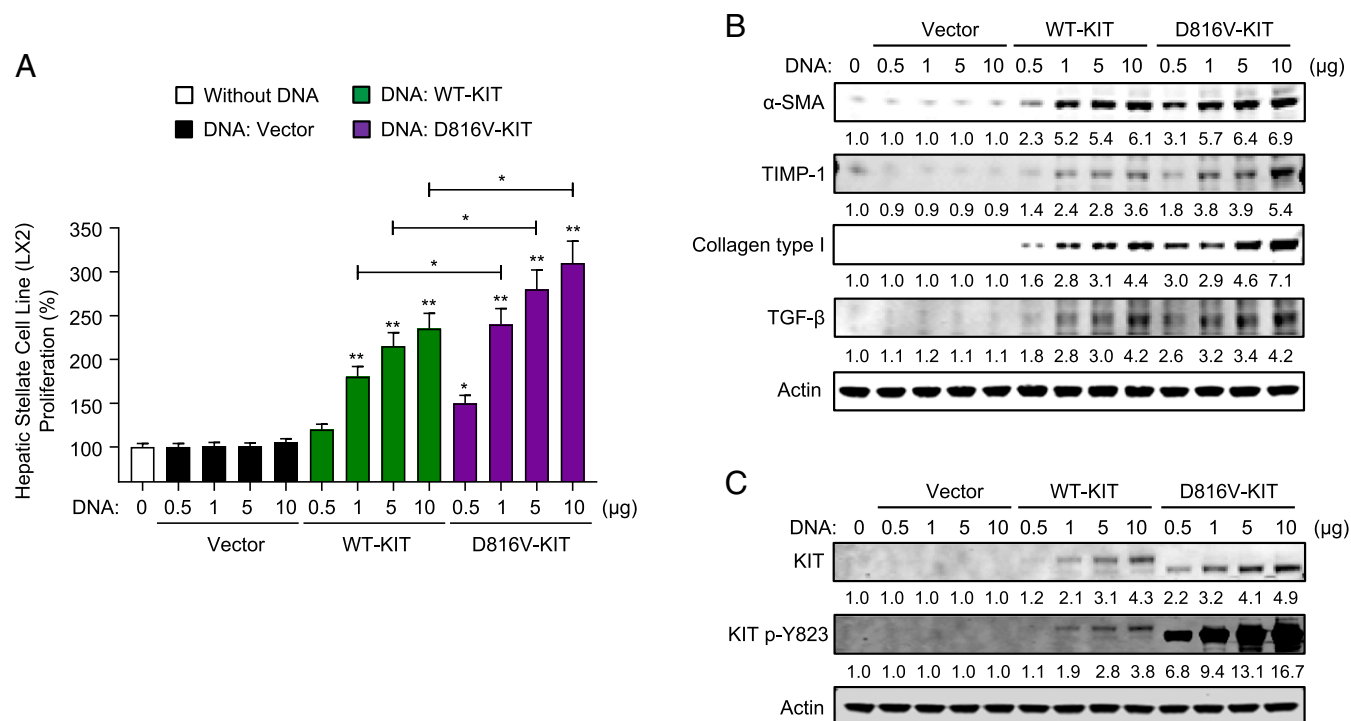 A
Without DNA
DNA: WT-KIT
DNA: Vector
DNA: D816V-KIT
Hepatic Stellate Cell Line (LX2)
Proliferation (%)
350
300
250
200
150
100
*
*
*
** ** ** * ** ** **
DNA: 0 0.5 1 5 10 0.5 1 5 10 0.5 1 5 10 (μg)
Vector WT-KIT D816V-KIT
B
Vector WT-KIT D816V-KIT
DNA: 0 0.5 1 5 10 0.5 1 5 10 0.5 1 5 10 (μg)
α-SMA
1.0 1.0 1.0 1.0 1.0 2.3 5.2 5.4 6.1 3.1 5.7 6.4 6.9
TIMP-1
1.0 0.9 0.9 0.9 0.9 1.4 2.4 2.8 3.6 1.8 3.8 3.9 5.4
Collagen type I
1.0 1.0 1.0 1.0 1.0 1.6 2.8 3.1 4.4 3.0 2.9 4.6 7.1
TGF-β
1.0 1.1 1.2 1.1 1.1 1.8 2.8 3.0 4.2 2.6 3.2 3.4 4.2
Actin
C
Vector WT-KIT D816V-KIT
DNA: 0 0.5 1 5 10 0.5 1 5 10 0.5 1 5 10 (μg)
KIT
1.0 1.0 1.0 1.0 1.0 1.2 2.1 3.1 4.3 2.2 3.2 4.1 4.9
KIT p-Y823
1.0 1.0 1.0 1.0 1.0 1.1 1.9 2.8 3.8 6.8 9.4 13.1 16.7
Actin